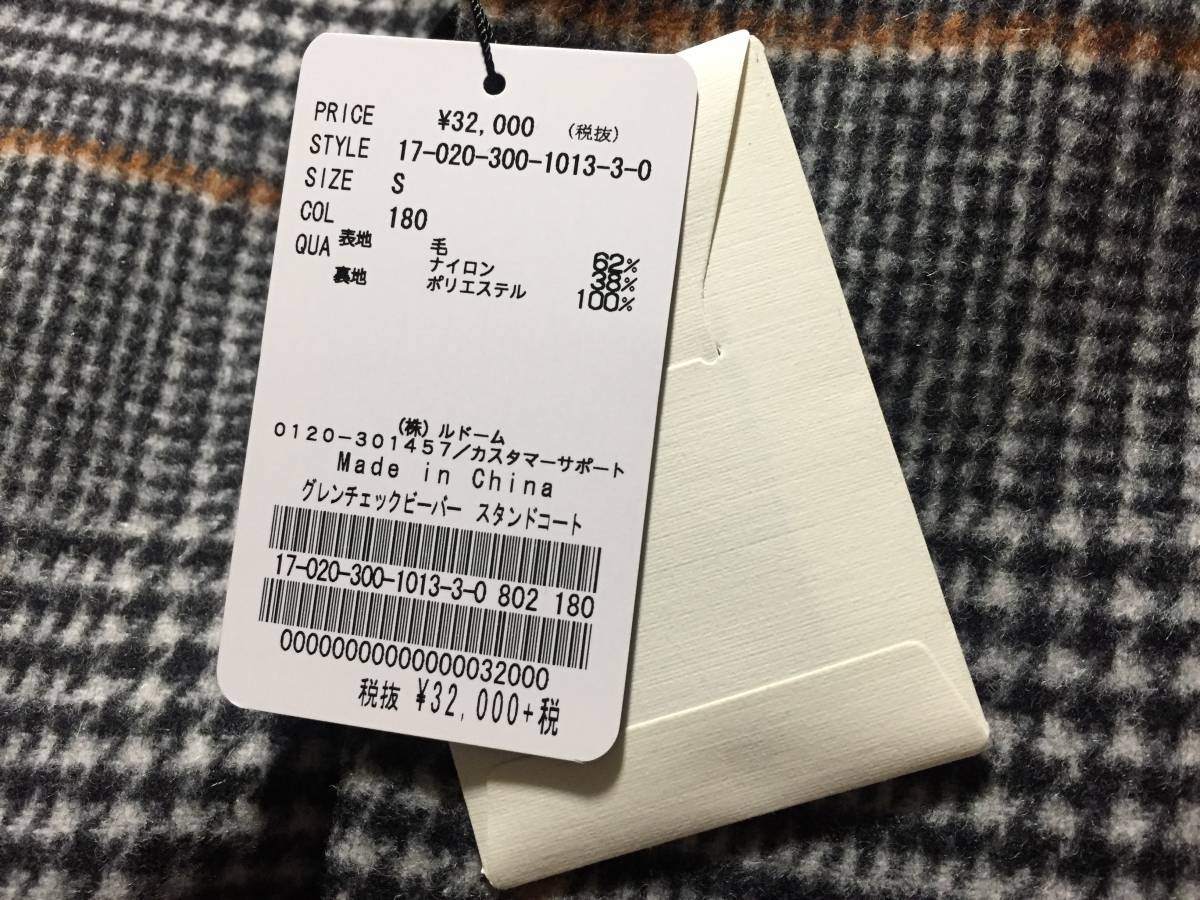 PRICE ¥32,000 (税抜)
STYLE 17-020-300-1013-3-0
SIZE S
COL 180
QUA 表地 毛 62%
ナイロン 38%
裏地 ポリエステル 100%
(株)ルドーム
0120-301457/カスタマーサポート
Made in China
グレンチェックビーバー スタンドコート
17-020-300-1013-3-0 802 180
0000000000000032000
税抜 ¥32,000+税